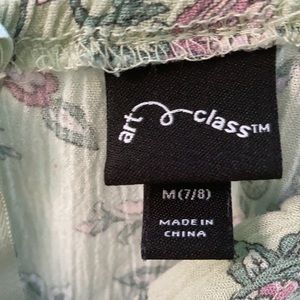 art class™
M (7/8)
MADE IN
CHINA